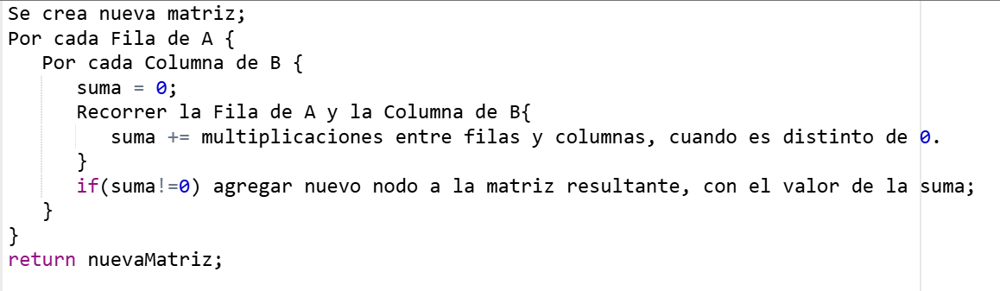 Se crea nueva matriz;
Por cada Fila de A {
Por cada Columna de B {
suma = 0;
Recorrer la Fila de A y la Columna de B{
suma += multiplicaciones entre filas y columnas, cuando es distinto de 0.
}
if(suma!=0) agregar nuevo nodo a la matriz resultante, con el valor de la suma;
}
}
return nuevaMatriz;